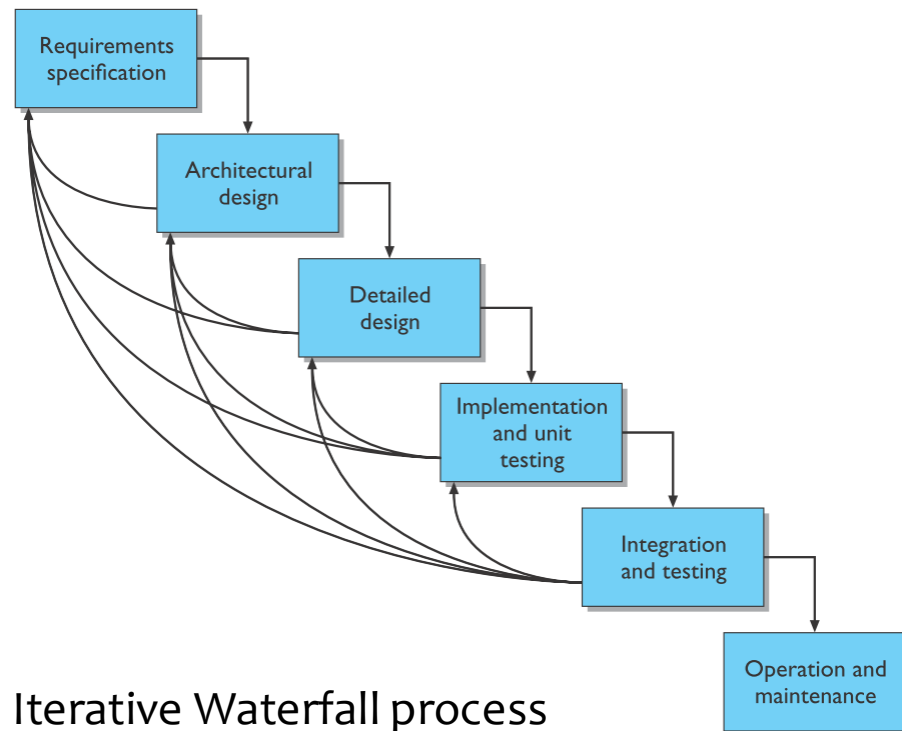 Requirements
specification
Architectural
design
Detailed
design
Implementation
and unit
testing
Integration
and testing
Operation and
maintenance
Iterative Waterfall process